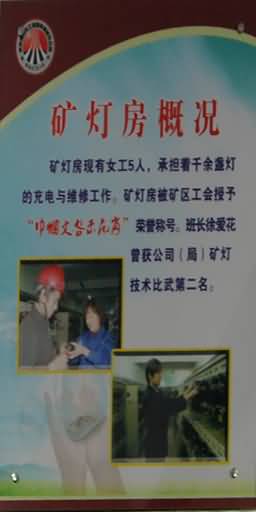 矿灯房概况
矿灯房现有女工5人，承担着千余盏灯
的充电与维修工作。矿灯房被矿区工会授予
“巾帼文明示范岗”荣誉称号。班长徐爱花
曾获公司（局）矿灯
技术比武第二名。